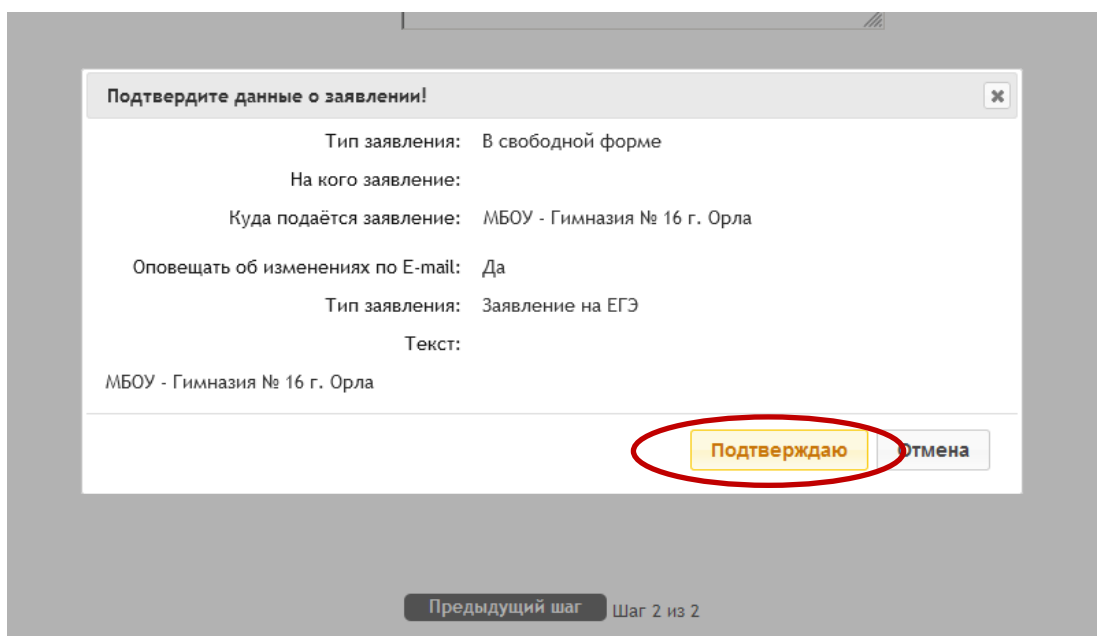 Подтвердите данные о заявлении!
Тип заявления: В свободной форме
На кого заявление:
Куда подаётся заявление: МБОУ - Гимназия № 16 г. Орла
Оповещать об изменениях по E-mail: Да
Тип заявления: Заявление на ЕГЭ
Текст:
МБОУ - Гимназия № 16 г. Орла
Подтверждаю Отмена
Предыдущий шаг Шаг 2 из 2